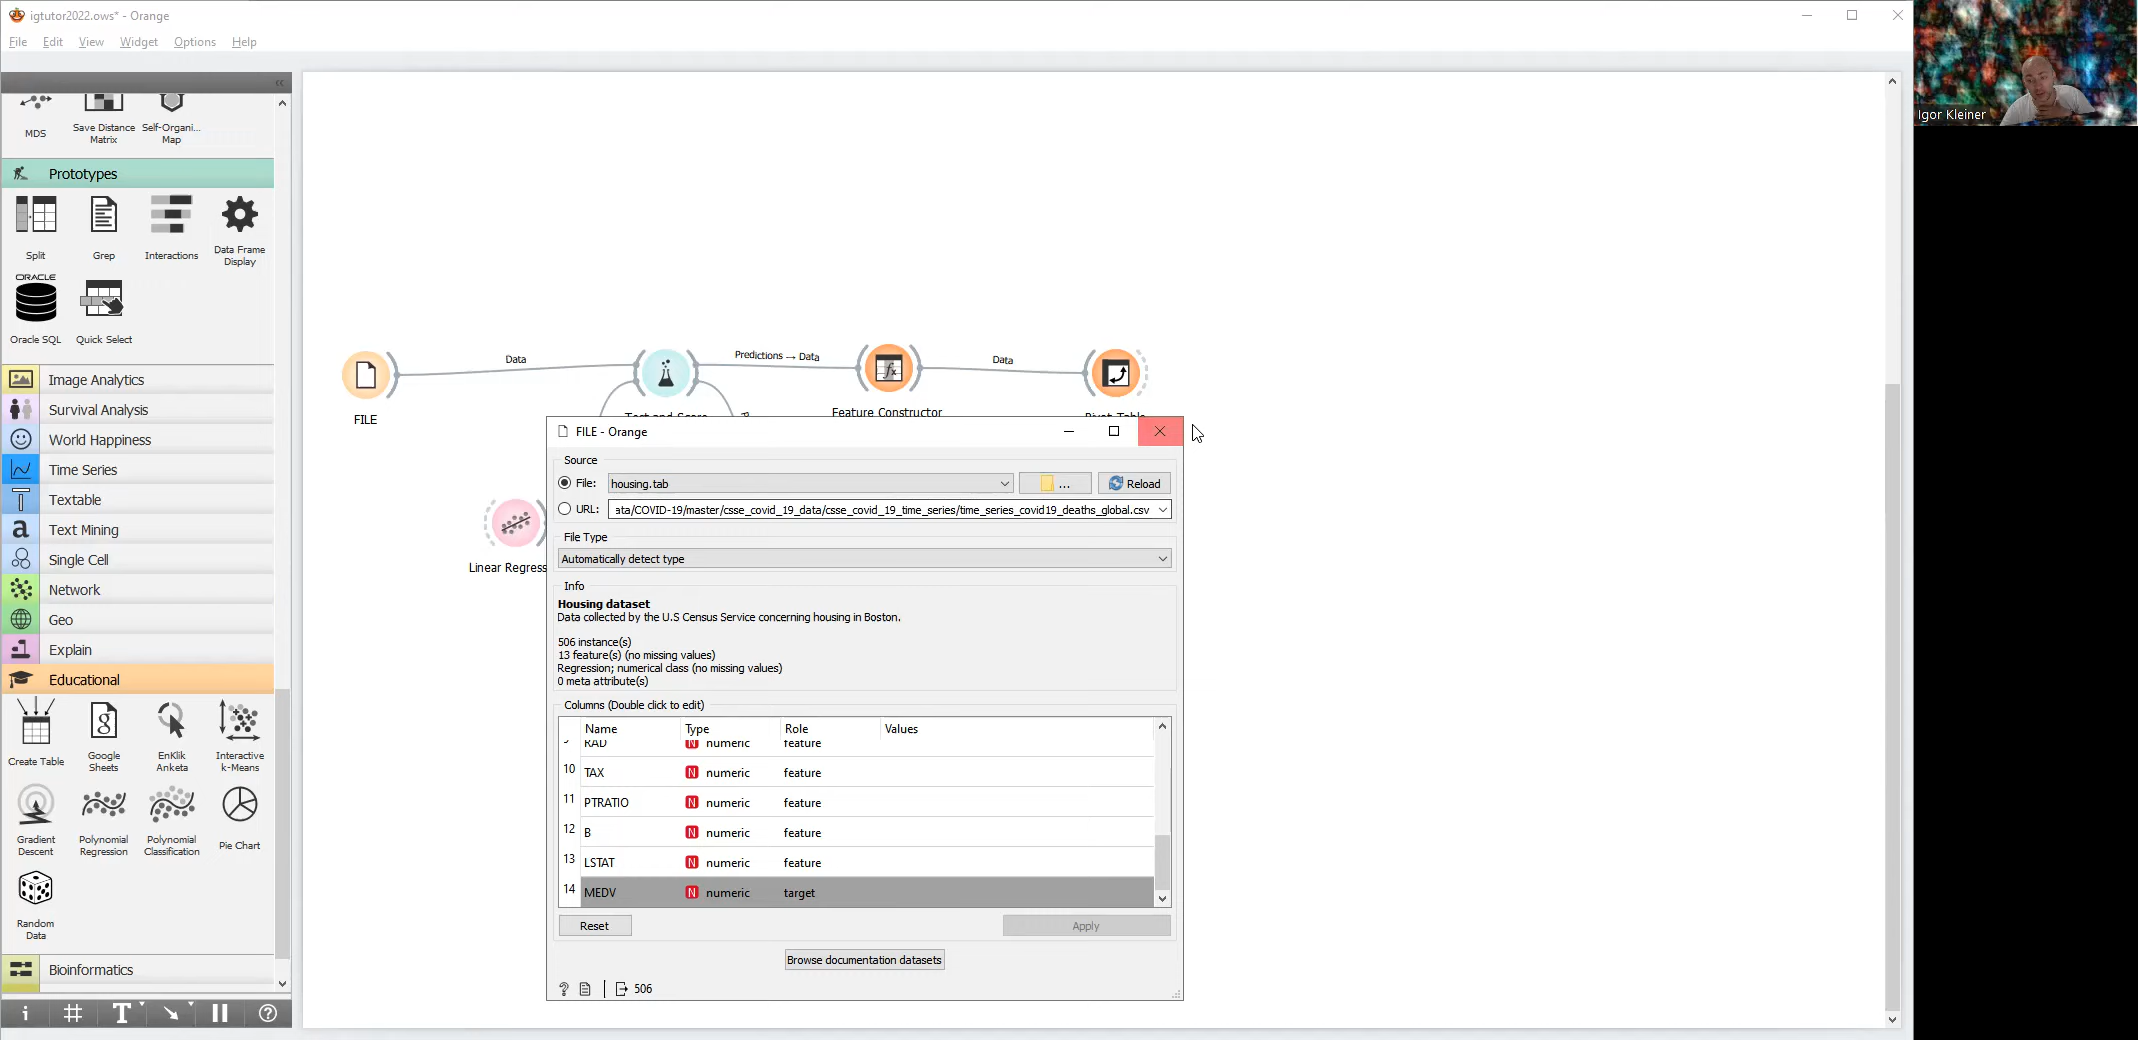 igtutor2022.ows* - Orange
File Edit View Widget Options Help
Igor Kleiner
MDS
Save Distance
Matrix
Self-Organi...
Map
Prototypes
Split
Grep
Interactions
Data Frame
Display
ORACLE
Oracle SQL
Quick Select
Image Analytics
Survival Analysis
World Happiness
Time Series
Textable
Text Mining
Single Cell
Network
Geo
Explain
Educational
Create Table
Google
Sheets
EnKlik
Anketa
Interactive
k-Means
Gradient
Descent
Polynomial
Regression
Polynomial
Classification
Pie Chart
Random
Data
Bioinformatics
FILE
Data
Test and Score
Predictions → Data
Feature Constructor
Data
Pivot Table
Linear Regress
FILE - Orange
Source
File: housing.tab ... Reload
URL: ata/COVID-19/master/csse_covid_19_data/csse_covid_19_time_series/time_series_covid19_deaths_global.csv
File Type
Automatically detect type
Info
Housing dataset
Data collected by the U.S Census Service concerning housing in Boston.
506 instance(s)
13 feature(s) (no missing values)
Regression; numerical class (no missing values)
0 meta attribute(s)
Columns (Double click to edit)
Name Type Role Values
RAD N numeric feature
10 TAX N numeric feature
11 PTRATIO N numeric feature
12 B N numeric feature
13 LSTAT N numeric feature
14 MEDV N numeric target
Reset Apply
Browse documentation datasets
? 506